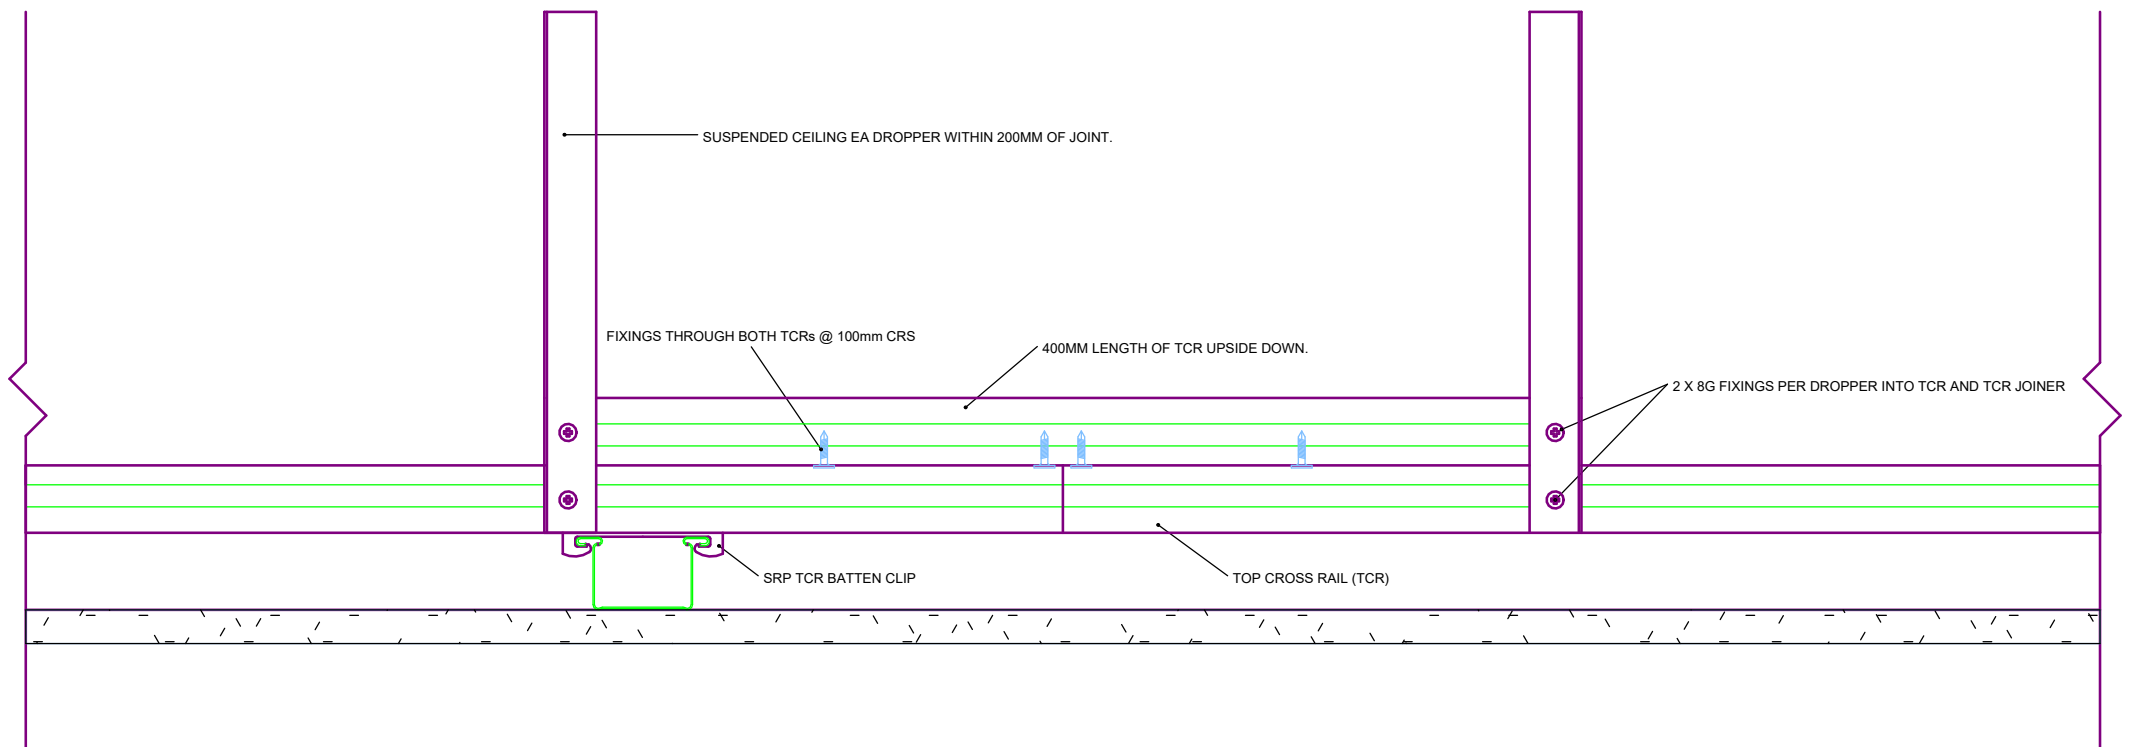 SUSPENDED CEILING EA DROPPER WITHIN 200MM OF JOINT.
FIXINGS THROUGH BOTH TCRs @ 100mm CRS
400MM LENGTH OF TCR UPSIDE DOWN.
2 X 8G FIXINGS PER DROPPER INTO TCR AND TCR JOINER
SRP TCR BATTEN CLIP
TOP CROSS RAIL (TCR)